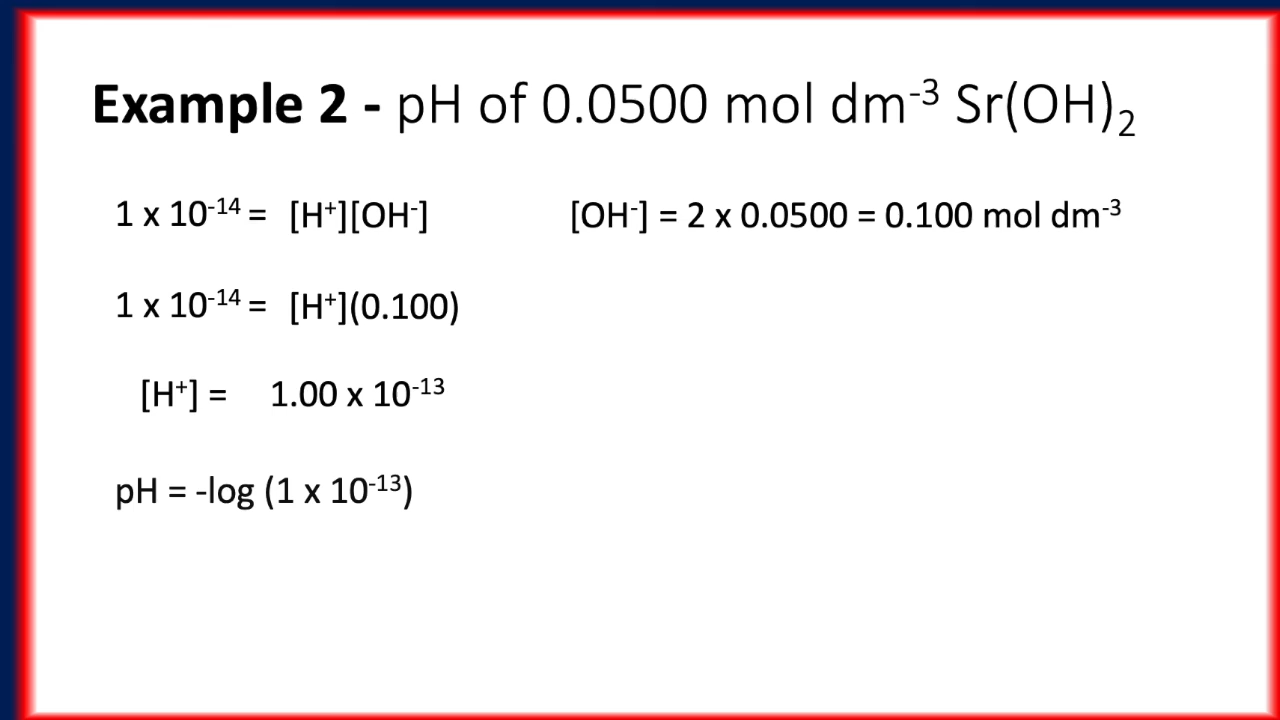 Example 2 - pH of 0.0500 mol dm⁻³ Sr(OH)₂
1 x 10⁻¹⁴ = [H⁺][OH⁻]
[OH⁻] = 2 x 0.0500 = 0.100 mol dm⁻³
1 x 10⁻¹⁴ = [H⁺](0.100)
[H⁺] = 1.00 x 10⁻¹³
pH = -log (1 x 10⁻¹³)